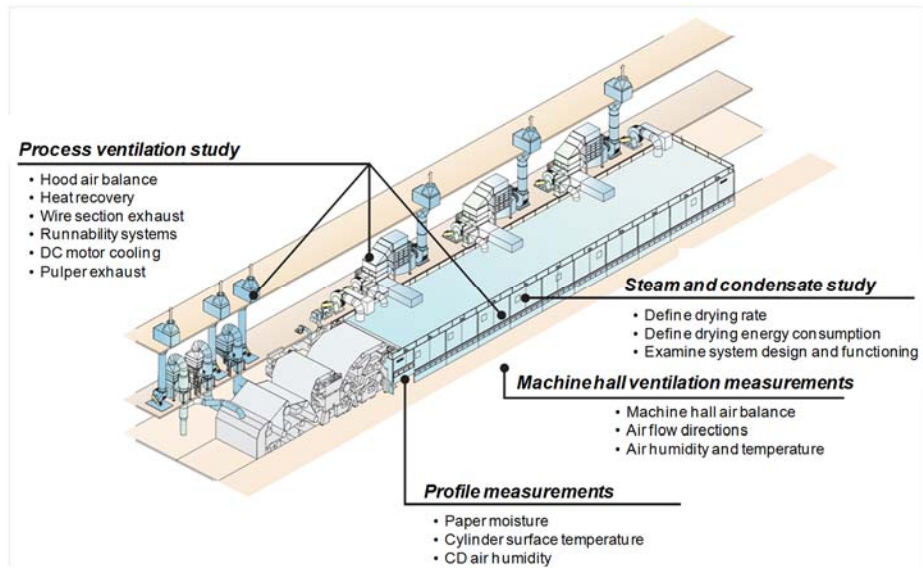 Process ventilation study
• Hood air balance
• Heat recovery
• Wire section exhaust
• Runnability systems
• DC motor cooling
• Pulper exhaust
Steam and condensate study
• Define drying rate
• Define drying energy consumption
• Examine system design and functioning
Machine hall ventilation measurements
• Machine hall air balance
• Air flow directions
• Air humidity and temperature
Profile measurements
• Paper moisture
• Cylinder surface temperature
• CD air humidity